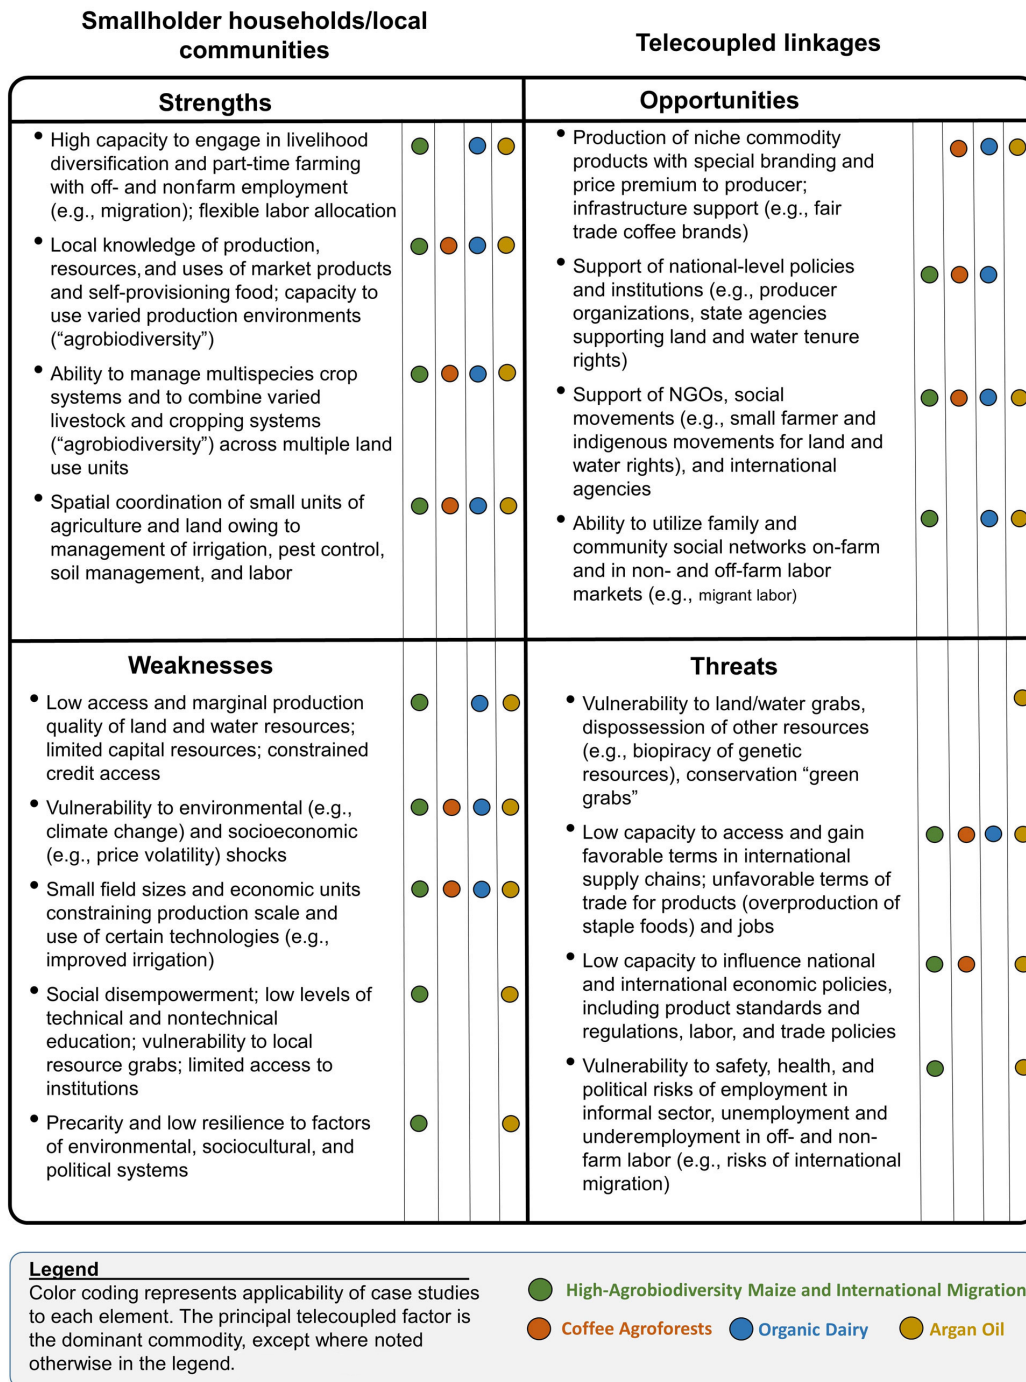 Smallholder households/local
communities
Telecoupled linkages
Strengths
• High capacity to engage in livelihood
diversification and part-time farming
with off- and nonfarm employment
(e.g., migration); flexible labor allocation
• Local knowledge of production,
resources, and uses of market products
and self-provisioning food; capacity to
use varied production environments
(“agrobiodiversity”)
• Ability to manage multispecies crop
systems and to combine varied
livestock and cropping systems
(“agrobiodiversity”) across multiple land
use units
• Spatial coordination of small units of
agriculture and land owing to
management of irrigation, pest control,
soil management, and labor
Opportunities
• Production of niche commodity
products with special branding and
price premium to producer;
infrastructure support (e.g., fair
trade coffee brands)
• Support of national-level policies
and institutions (e.g., producer
organizations, state agencies
supporting land and water tenure
rights)
• Support of NGOs, social
movements (e.g., small farmer and
indigenous movements for land and
water rights), and international
agencies
• Ability to utilize family and
community social networks on-farm
and in non- and off-farm labor
markets (e.g., migrant labor)
Weaknesses
• Low access and marginal production
quality of land and water resources;
limited capital resources; constrained
credit access
• Vulnerability to environmental (e.g.,
climate change) and socioeconomic
(e.g., price volatility) shocks
• Small field sizes and economic units
constraining production scale and
use of certain technologies (e.g.,
improved irrigation)
• Social disempowerment; low levels of
technical and nontechnical
education; vulnerability to local
resource grabs; limited access to
institutions
• Precarity and low resilience to factors
of environmental, sociocultural, and
political systems
Threats
• Vulnerability to land/water grabs,
dispossession of other resources
(e.g., biopiracy of genetic
resources), conservation “green
grabs”
• Low capacity to access and gain
favorable terms in international
supply chains; unfavorable terms of
trade for products (overproduction of
staple foods) and jobs
• Low capacity to influence national
and international economic policies,
including product standards and
regulations, labor, and trade policies
• Vulnerability to safety, health, and
political risks of employment in
informal sector, unemployment and
underemployment in off- and non-
farm labor (e.g., risks of international
migration)
Legend
Color coding represents applicability of case studies
to each element. The principal telecoupled factor is
the dominant commodity, except where noted
otherwise in the legend.
High-Agrobiodiversity Maize and International Migration
Coffee Agroforests Organic Dairy Argan Oil